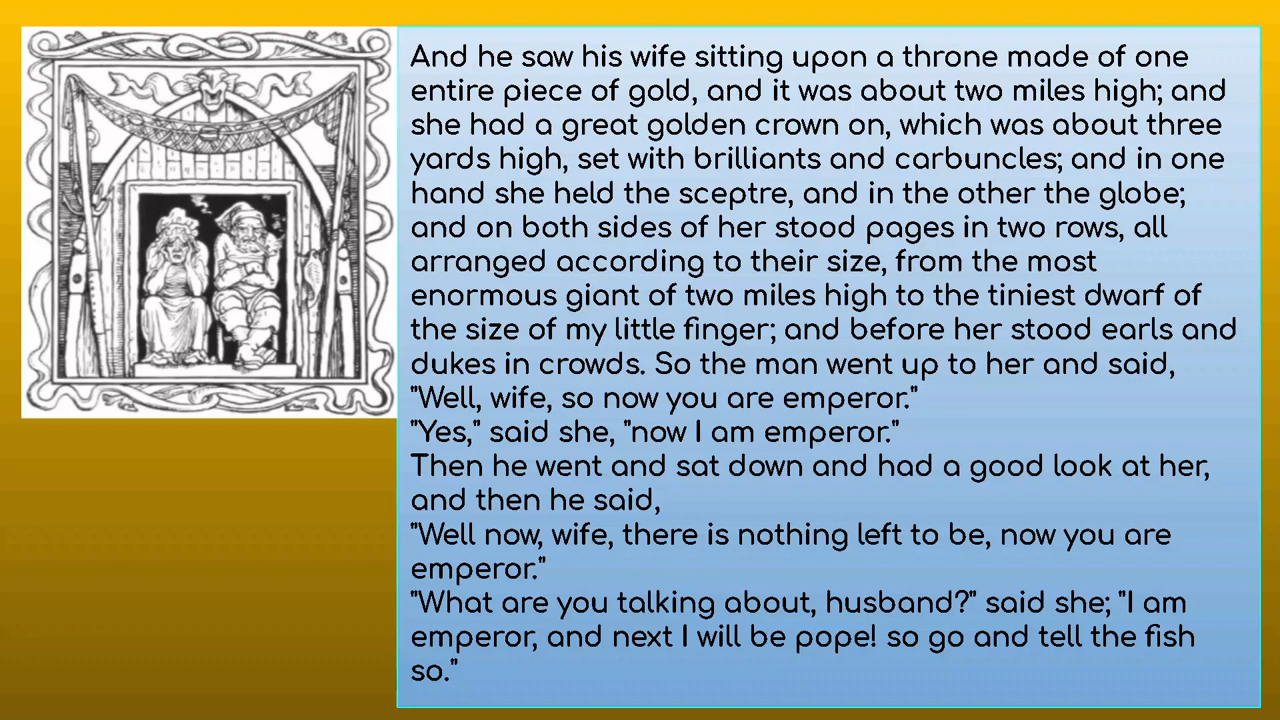 And he saw his wife sitting upon a throne made of one
entire piece of gold, and it was about two miles high; and
she had a great golden crown on, which was about three
yards high, set with brilliants and carbuncles; and in one
hand she held the sceptre, and in the other the globe;
and on both sides of her stood pages in two rows, all
arranged according to their size, from the most
enormous giant of two miles high to the tiniest dwarf of
the size of my little finger; and before her stood earls and
dukes in crowds. So the man went up to her and said,
"Well, wife, so now you are emperor."
"Yes," said she, "now I am emperor."
Then he went and sat down and had a good look at her,
and then he said,
"Well now, wife, there is nothing left to be, now you are
emperor."
"What are you talking about, husband?" said she; "I am
emperor, and next I will be pope! so go and tell the fish
so."